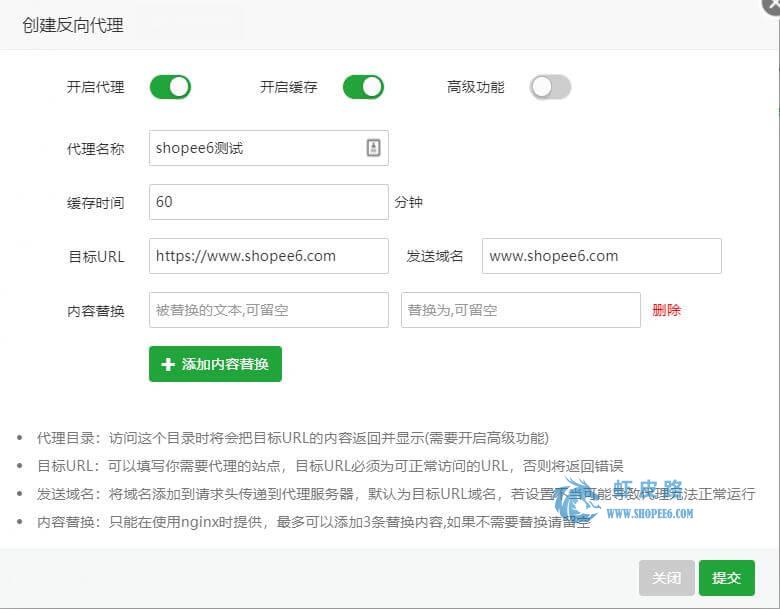 创建反向代理
开启代理 开启缓存 高级功能
代理名称 shopee6测试
缓存时间 60 分钟
目标URL https://www.shopee6.com 发送域名 www.shopee6.com
内容替换 被替换的文本,可留空 替换为,可留空 删除
添加内容替换
代理目录：访问这个目录时将会把目标URL的内容返回并显示(需要开启高级功能)
目标URL：可以填写你需要代理的站点，目标URL必须为可正常访问的URL，否则将返回错误
发送域名：将域名添加到请求头传递到代理服务器，默认为目标URL域名，若设置不当可能导致代理无法正常运行
内容替换：只能在使用nginx时提供，最多可以添加3条替换内容,如果不需要替换请留空
虾皮路
WWW.SHOPEE6.COM
关闭 提交